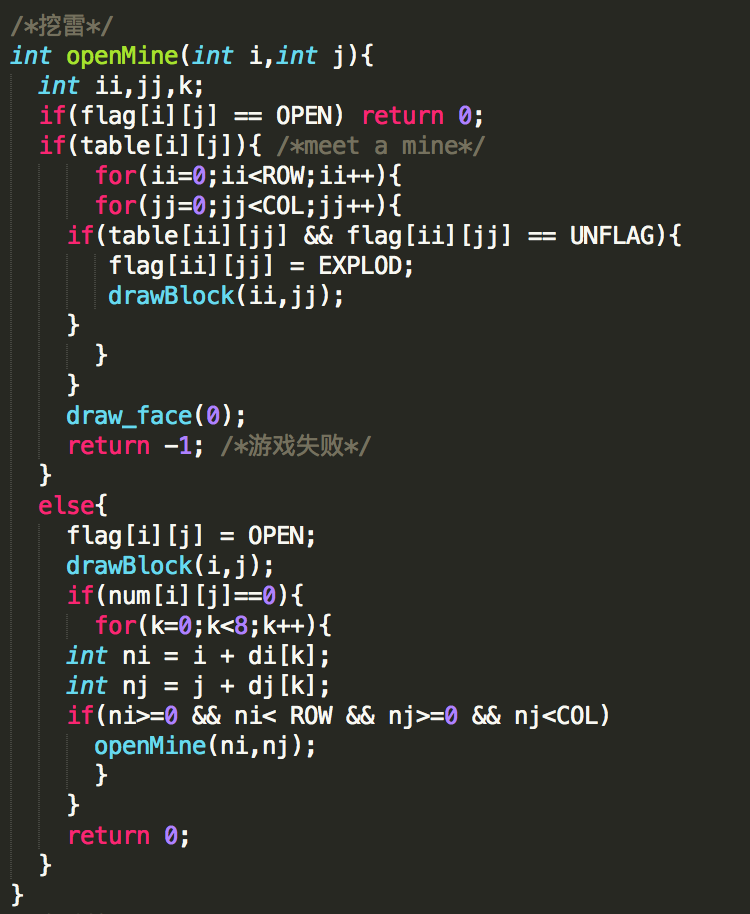 /*挖雷*/
int openMine(int i,int j){
  int ii,jj,k;
  if(flag[i][j] == OPEN) return 0;
  if(table[i][j]){ /*meet a mine*/
      for(ii=0;ii<ROW;ii++){
      for(jj=0;jj<COL;jj++){
    if(table[ii][jj] && flag[ii][jj] == UNFLAG){
       flag[ii][jj] = EXPLOD;
       drawBlock(ii,jj);
    }
      }
    }
    draw_face(0);
    return -1; /*游戏失败*/
  }
  else{
    flag[i][j] = OPEN;
    drawBlock(i,j);
    if(num[i][j]==0){
      for(k=0;k<8;k++){
    int ni = i + di[k];
    int nj = j + dj[k];
    if(ni>=0 && ni< ROW && nj>=0 && nj<COL)
      openMine(ni,nj);
      }
    }
    return 0;
  }
}